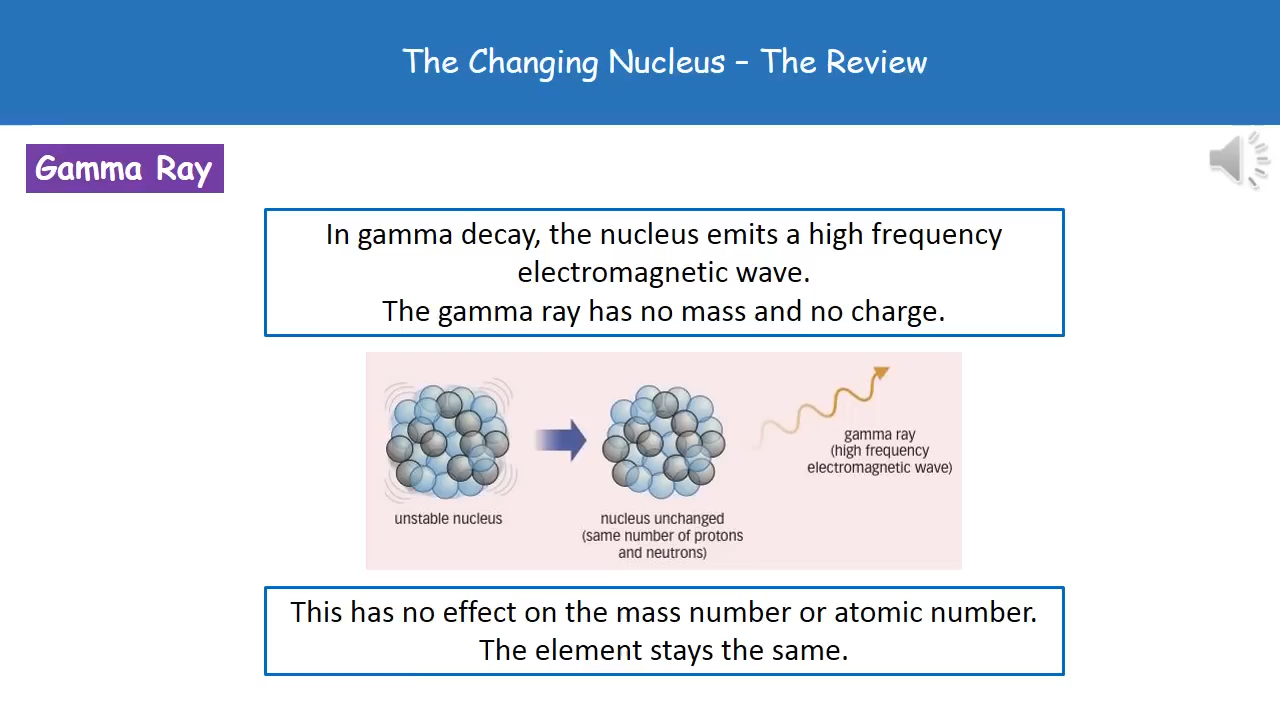 The Changing Nucleus – The Review
Gamma Ray
In gamma decay, the nucleus emits a high frequency
electromagnetic wave.
The gamma ray has no mass and no charge.
unstable nucleus
nucleus unchanged
(same number of protons
and neutrons)
gamma ray
(high frequency
electromagnetic wave)
This has no effect on the mass number or atomic number.
The element stays the same.